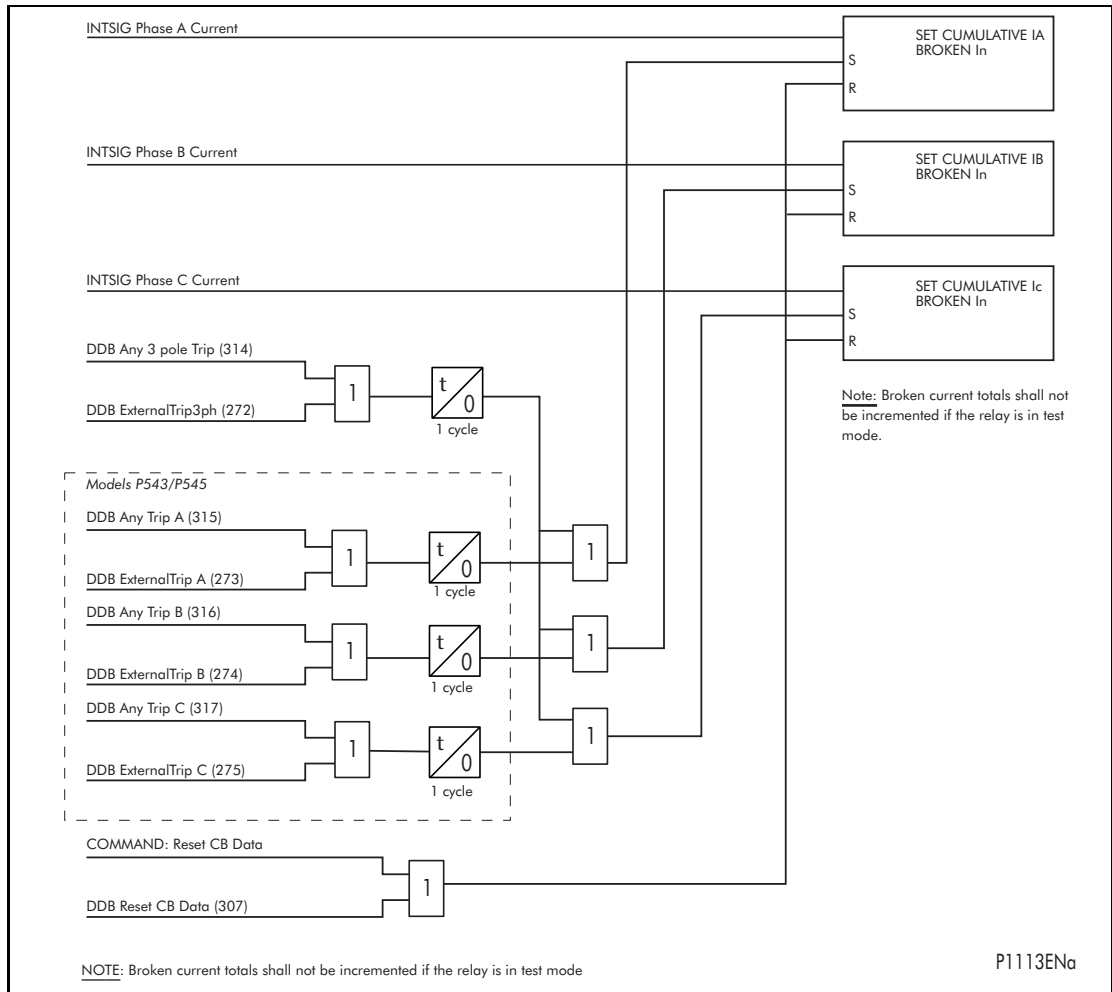 INTSIG Phase A Current
SET CUMULATIVE IA
BROKEN In
S
R
INTSIG Phase B Current
SET CUMULATIVE IB
BROKEN In
S
R
INTSIG Phase C Current
SET CUMULATIVE Ic
BROKEN In
S
R
DDB Any 3 pole Trip (314)
1
t
0
DDB ExternalTrip3ph (272)
1 cycle
Note: Broken current totals shall not
be incremented if the relay is in test
mode.
Models P543/P545
DDB Any Trip A (315)
1
t
0
1
DDB ExternalTrip A (273)
1 cycle
DDB Any Trip B (316)
1
t
0
1
DDB ExternalTrip B (274)
1 cycle
DDB Any Trip C (317)
1
t
0
1
DDB ExternalTrip C (275)
1 cycle
COMMAND: Reset CB Data
1
DDB Reset CB Data (307)
NOTE: Broken current totals shall not be incremented if the relay is in test mode
P1113ENa